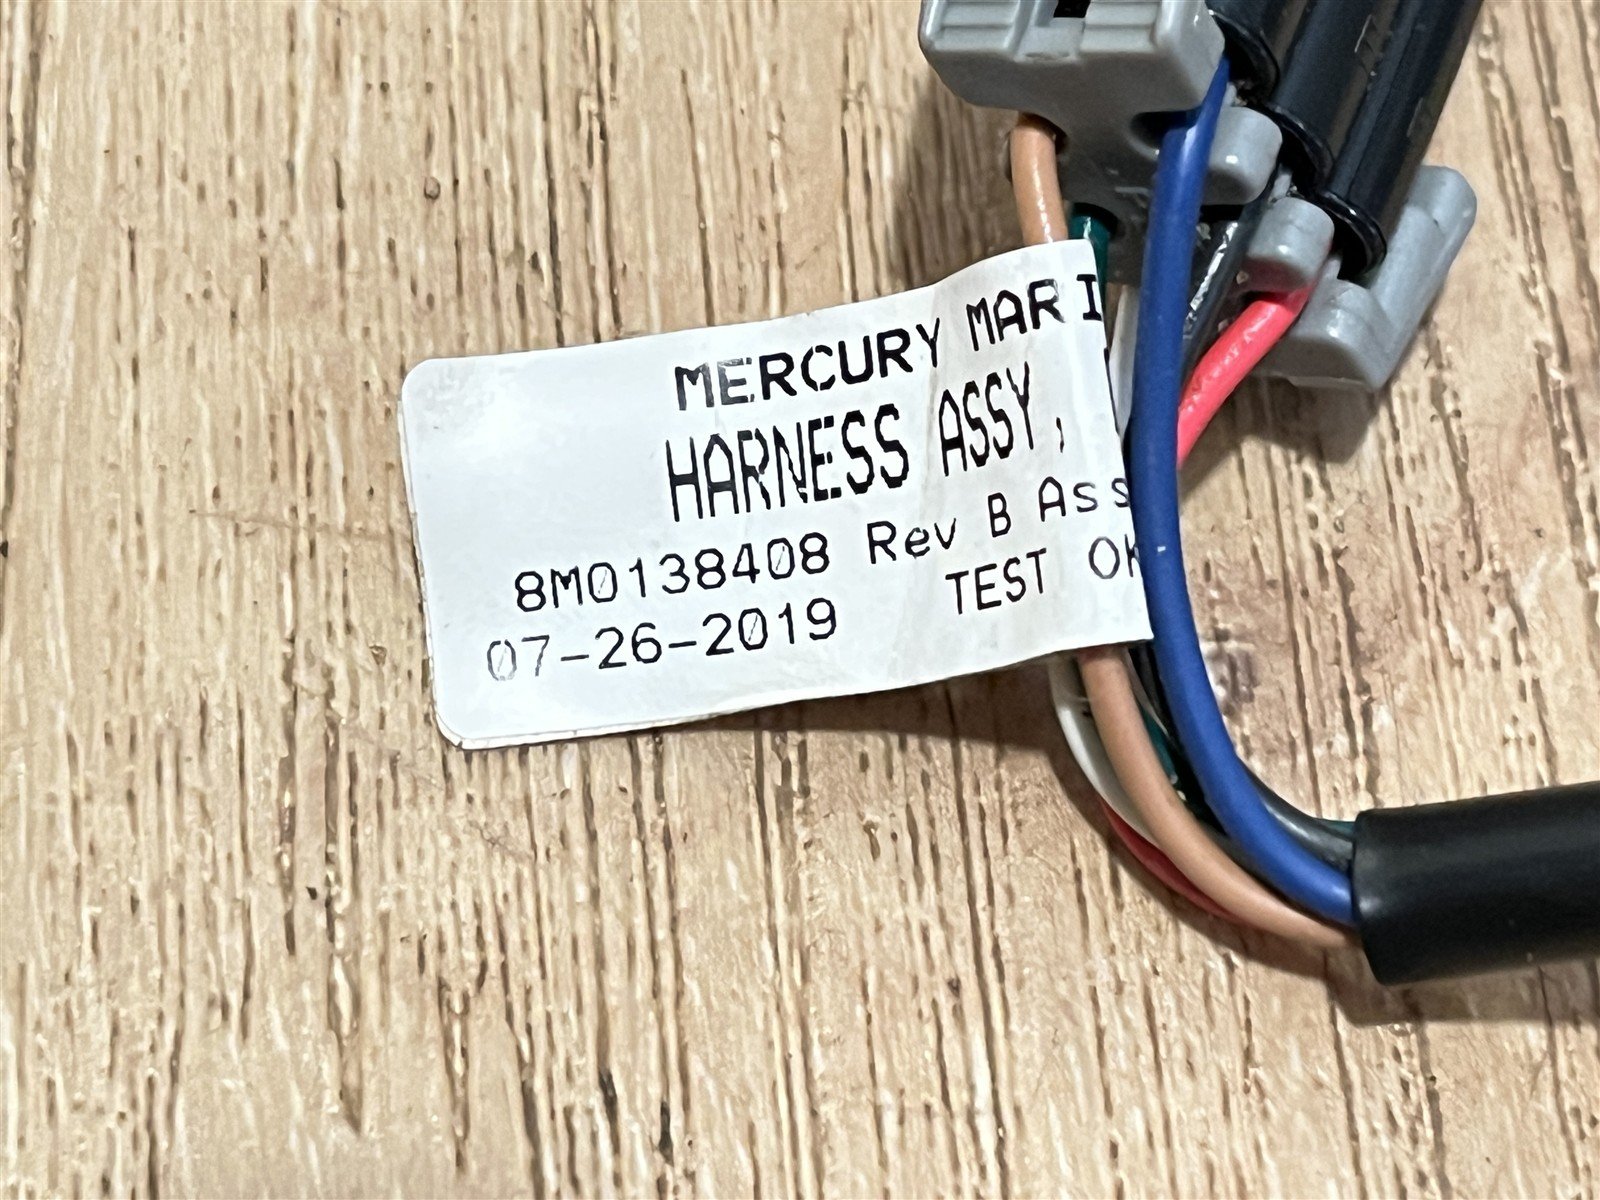 MERCURY MARI
HARNESS ASSY,
8M0138408 Rev B Ass
07-26-2019 TEST OK